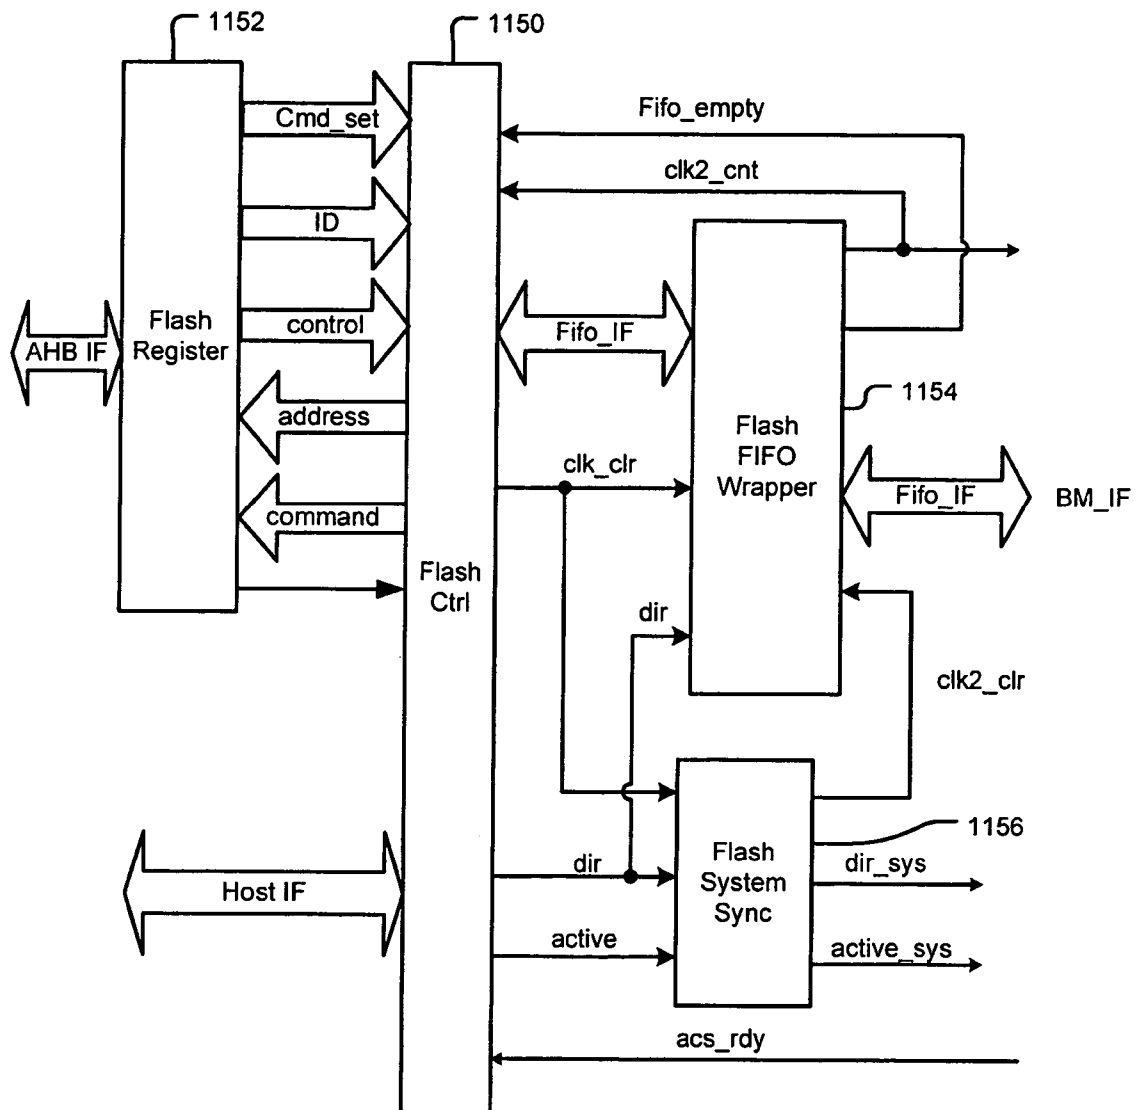 1152
1150
Cmd_set
Fifo_empty
clk2_cnt
ID
control
Flash
Register
AHB IF
Fifo_IF
address
1154
Flash
FIFO
Wrapper
clk_clr
Fifo_IF
BM_IF
command
Flash
Ctrl
dir
clk2_clr
1156
Flash
System
Sync
dir
dir_sys
Host IF
active
active_sys
acs_rdy